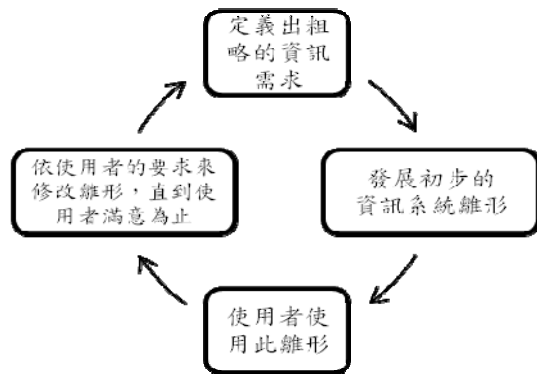 定義出粗
略的資訊
需求
發展初步的
資訊系統雛形
使用者使
用此雛形
依使用者的要求來
修改雛形，直到使
用者滿意為止